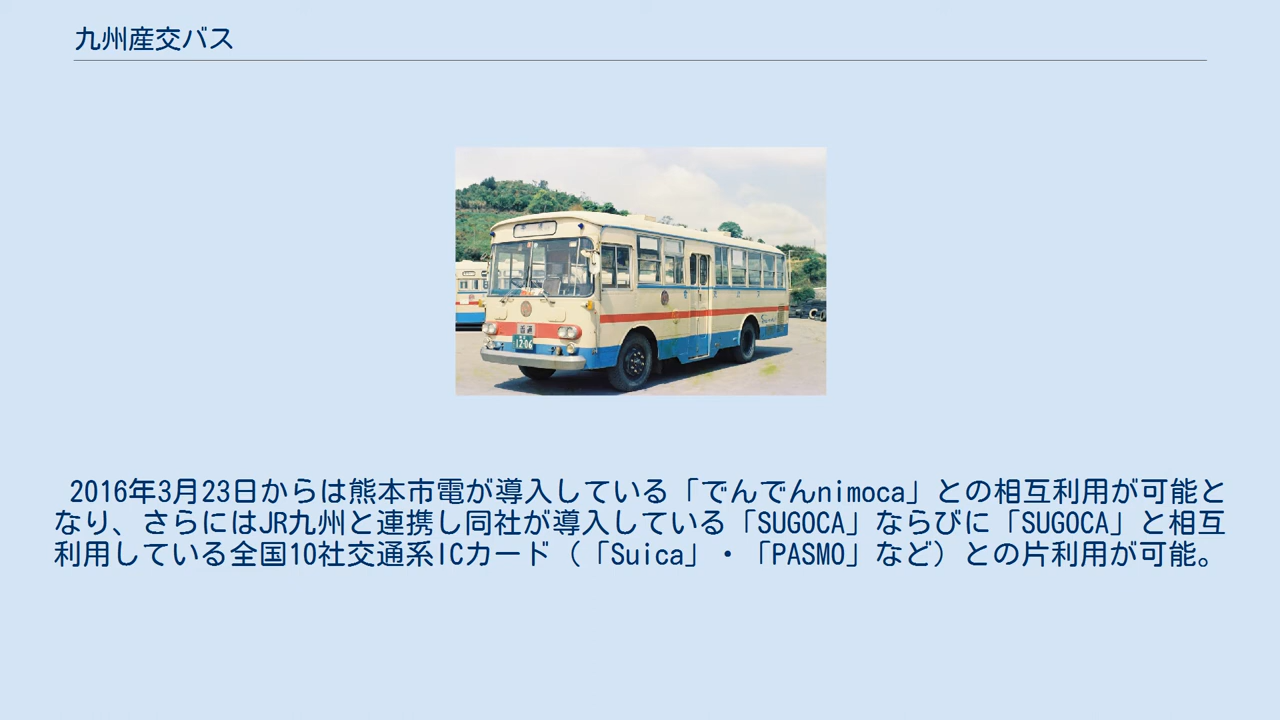 九州産交バス
普通
12-06
2016年3月23日からは熊本市電が導入している「でんでんnimoca」との相互利用が可能と
なり、さらにはJR九州と連携し同社が導入している「SUGOCA」ならびに「SUGOCA」と相互
利用している全国10社交通系ICカード（「Suica」・「PASMO」など）との片利用が可能。